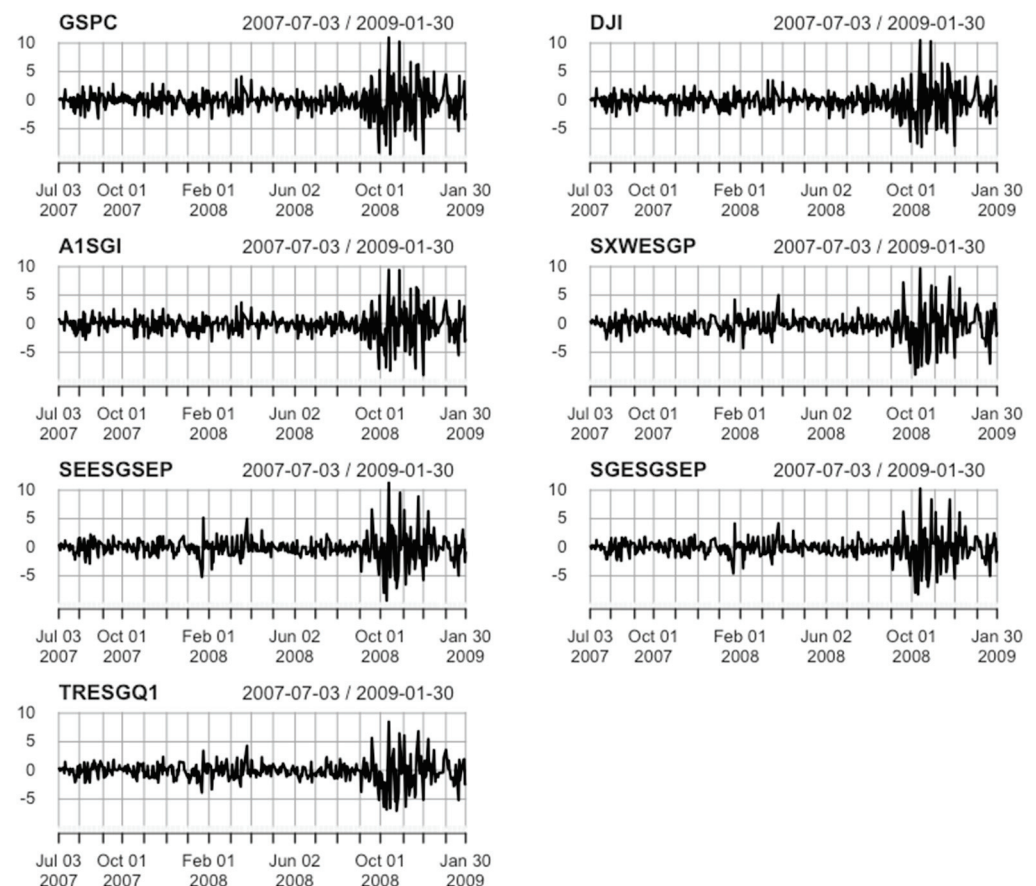 GSPC 2007-07-03 / 2009-01-30
10
5
0
-5
Jul 03 Oct 01 Feb 01 Jun 02 Oct 01 Jan 30
2007 2007 2008 2008 2008 2009
DJI 2007-07-03 / 2009-01-30
10
5
0
-5
Jul 03 Oct 01 Feb 01 Jun 02 Oct 01 Jan 30
2007 2007 2008 2008 2008 2009
A1SGI 2007-07-03 / 2009-01-30
10
5
0
-5
Jul 03 Oct 01 Feb 01 Jun 02 Oct 01 Jan 30
2007 2007 2008 2008 2008 2009
SXWESGP 2007-07-03 / 2009-01-30
10
5
0
-5
Jul 03 Oct 01 Feb 01 Jun 02 Oct 01 Jan 30
2007 2007 2008 2008 2008 2009
SEESGSEP 2007-07-03 / 2009-01-30
10
5
0
-5
Jul 03 Oct 01 Feb 01 Jun 02 Oct 01 Jan 30
2007 2007 2008 2008 2008 2009
SGESGSEP 2007-07-03 / 2009-01-30
10
5
0
-5
Jul 03 Oct 01 Feb 01 Jun 02 Oct 01 Jan 30
2007 2007 2008 2008 2008 2009
TRESGQ1 2007-07-03 / 2009-01-30
10
5
0
-5
Jul 03 Oct 01 Feb 01 Jun 02 Oct 01 Jan 30
2007 2007 2008 2008 2008 2009